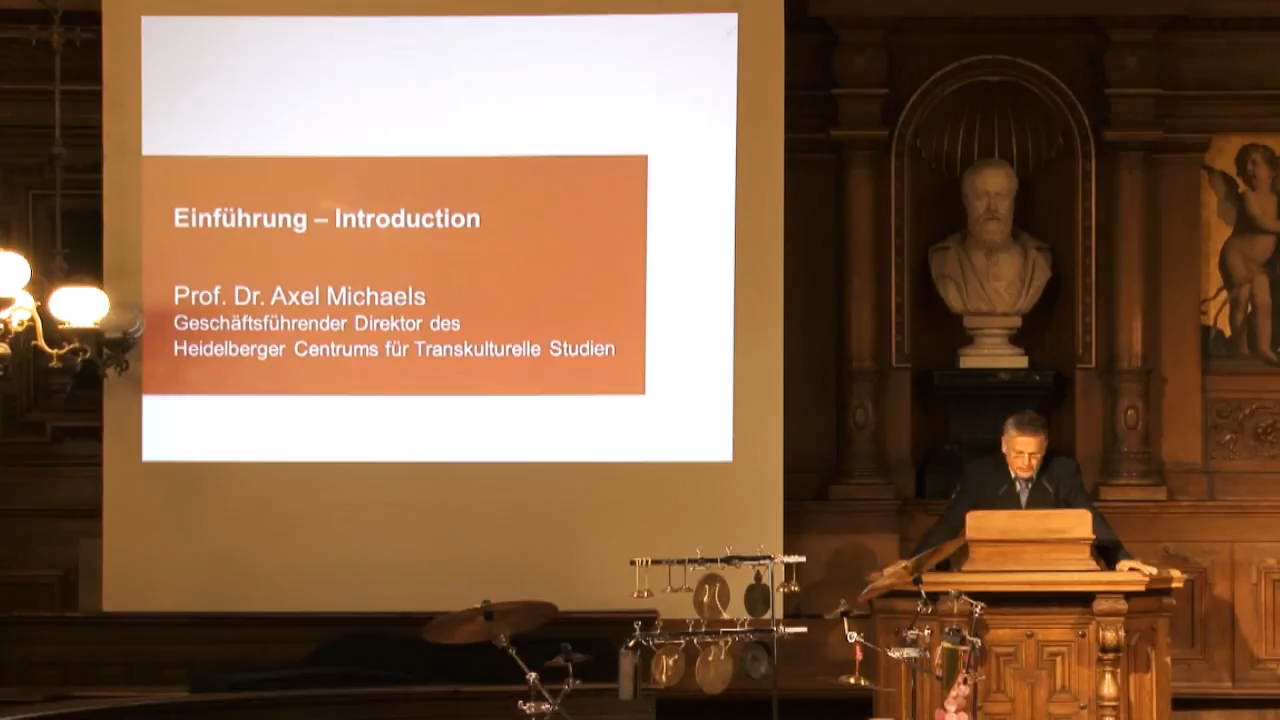 Einführung – Introduction
Prof. Dr. Axel Michaels
Geschäftsführender Direktor des
Heidelberger Centrums für Transkulturelle Studien